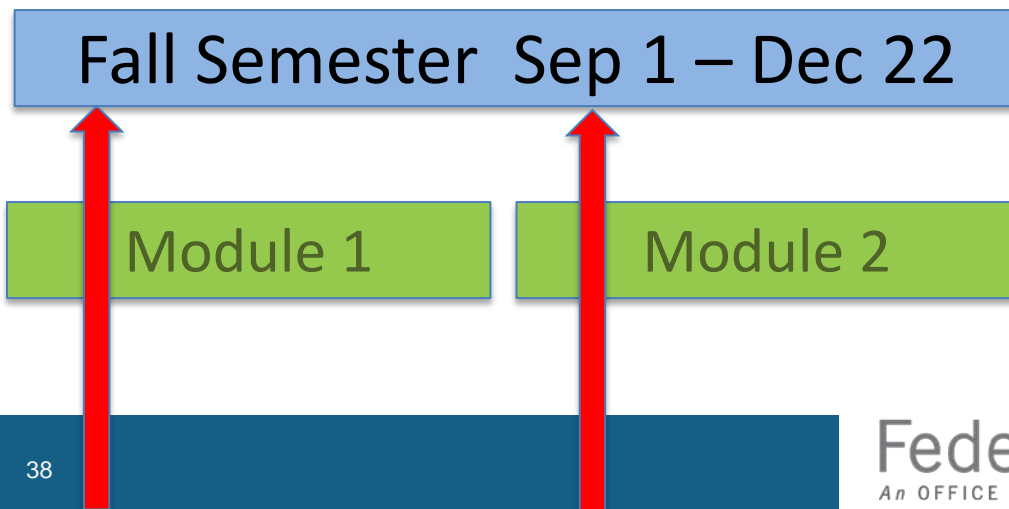 Fall Semester Sep 1 – Dec 22
Module 1
Module 2
38
Fede
An OFFICE